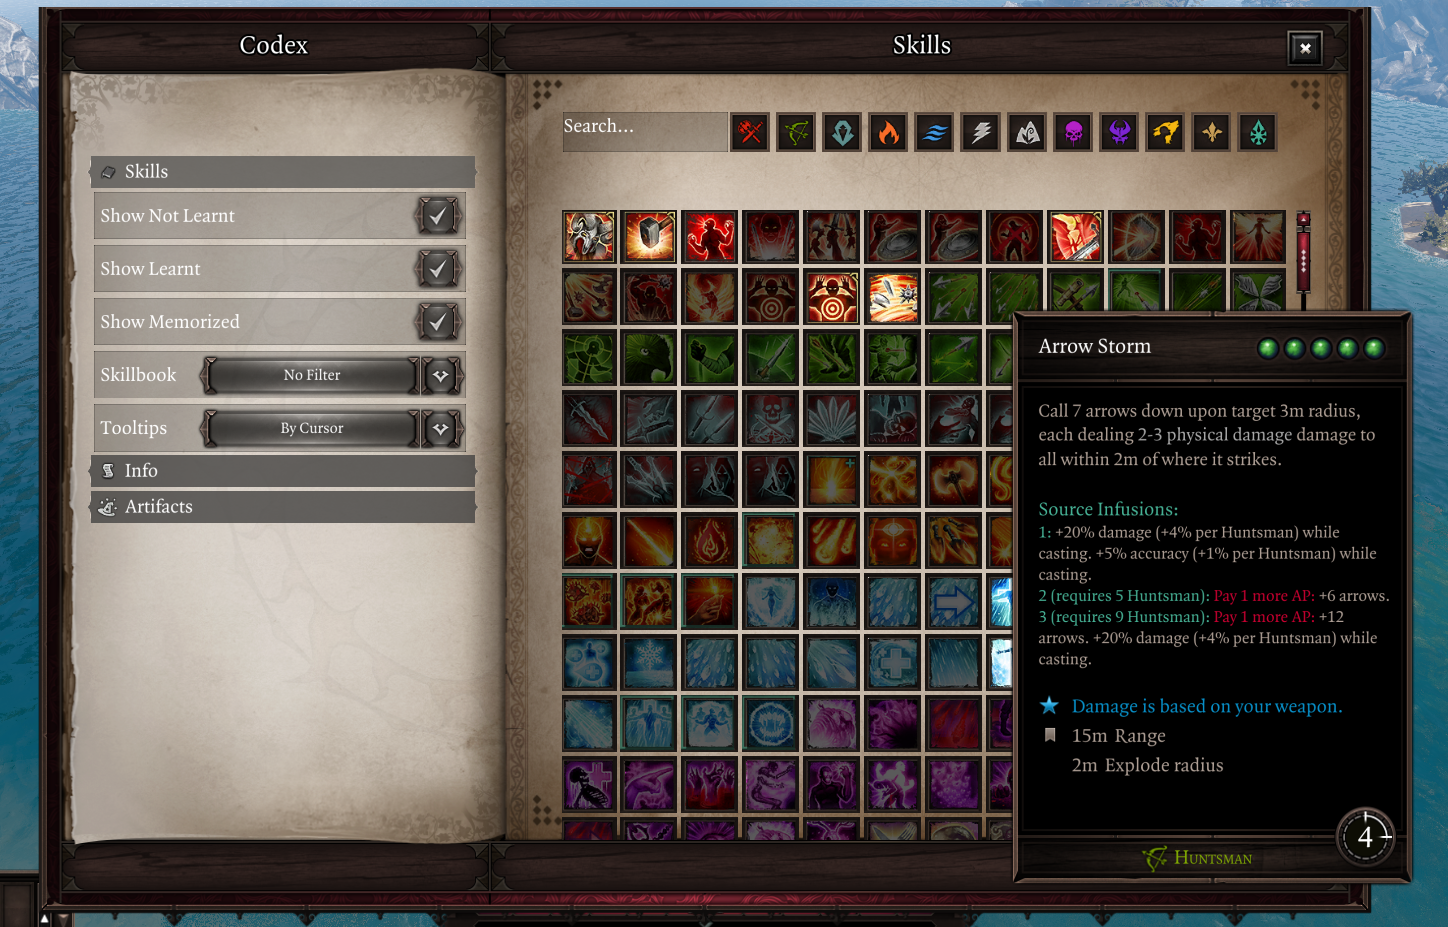 Codex
Skills
Search...
Skills
Show Not Learnt
Show Learnt
Show Memorized
Skillbook
No Filter
Tooltips
By Cursor
Info
Artifacts
Arrow Storm
Call 7 arrows down upon target 3m radius,
each dealing 2-3 physical damage damage to
all within 2m of where it strikes.
Source Infusions:
1: +20% damage (+4% per Huntsman) while
casting. +5% accuracy (+1% per Huntsman) while
casting.
2 (requires 5 Huntsman): Pay 1 more AP: +6 arrows.
3 (requires 9 Huntsman): Pay 1 more AP: +12
arrows. +20% damage (+4% per Huntsman) while
casting.
Damage is based on your weapon.
15m Range
2m Explode radius
4
Huntsman